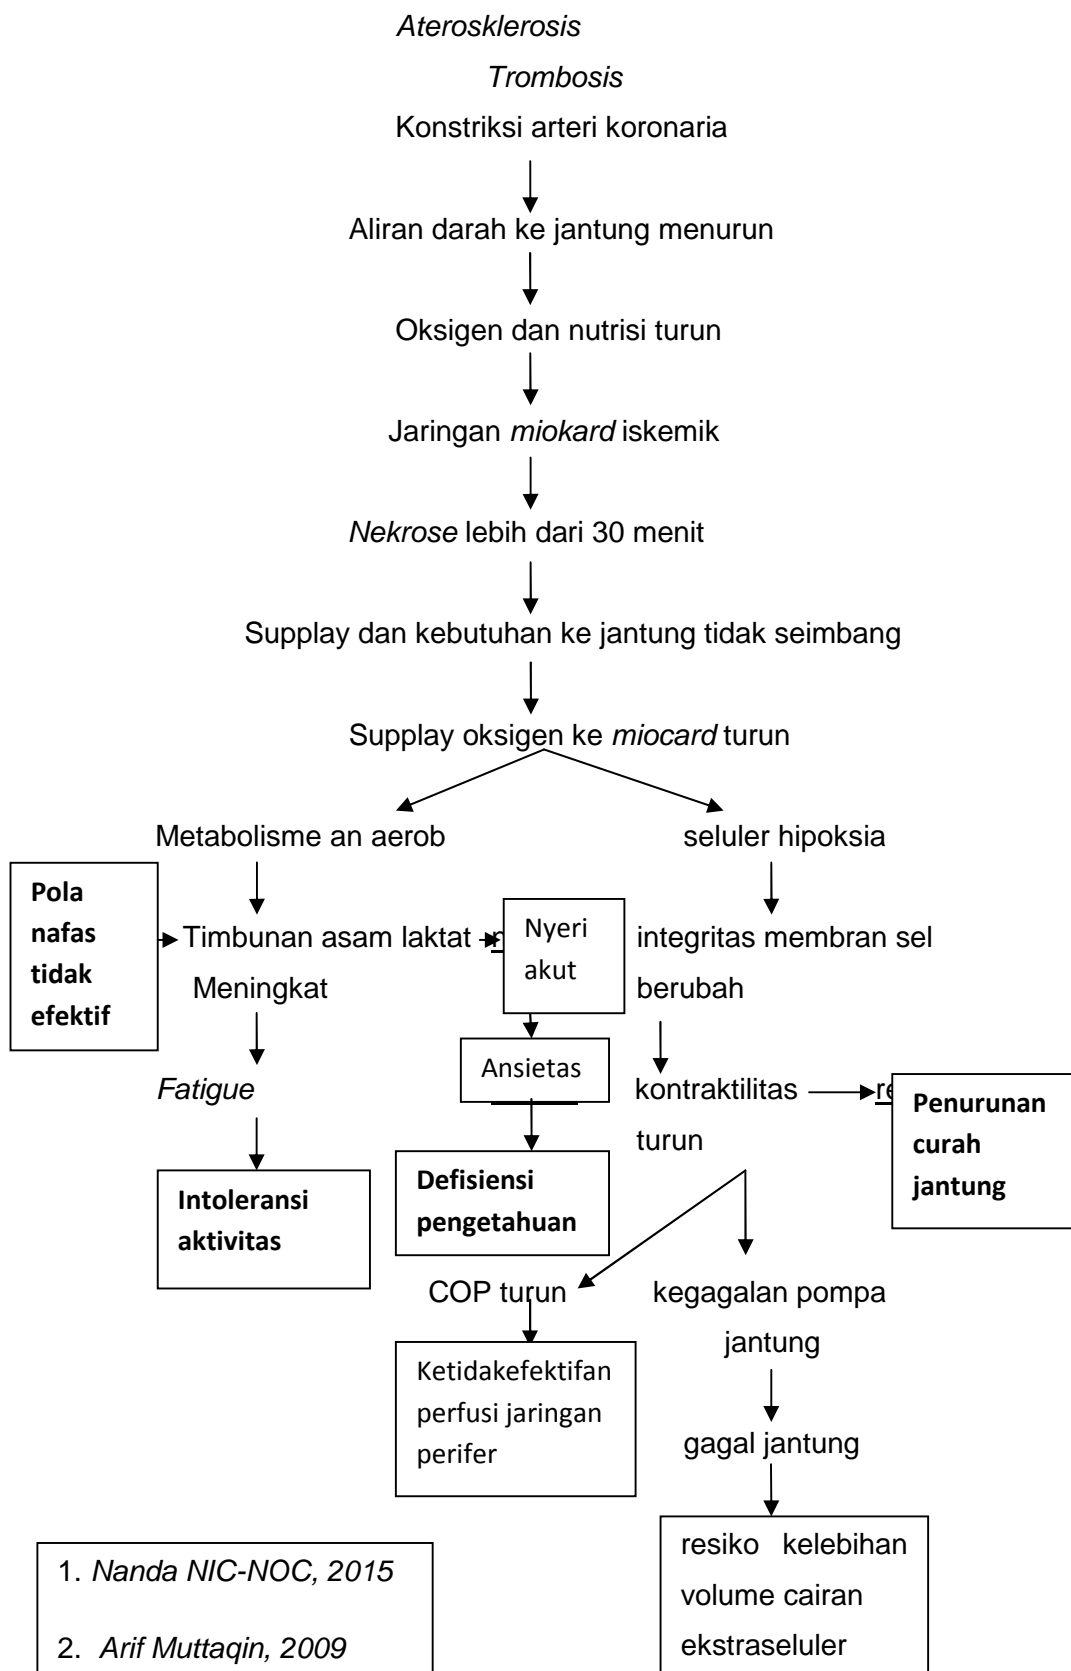 Aterosklerosis
Trombosis
Konstriksi arteri koronaria
Aliran darah ke jantung menurun
Oksigen dan nutrisi turun
Jaringan miokard iskemik
Nekrose lebih dari 30 menit
Supplay dan kebutuhan ke jantung tidak seimbang
Supplay oksigen ke miocard turun
Metabolisme an aerob
seluler hipoksia
Pola
nafas
tidak
efektif
Timbunan asam laktat
Meningkat
Nyeri
akut
integritas membran sel
berubah
Fatigue
Ansietas
kontraktilitas
turun
Penurunan
curah
jantung
Intoleransi
aktivitas
Defisiensi
pengetahuan
COP turun
kegagalan pompa
jantung
Ketidakefektifan
perfusi jaringan
perifer
gagal jantung
resiko kelebihan
volume cairan
ekstraseluler
1. Nanda NIC-NOC, 2015
2. Arif Muttaqin, 2009